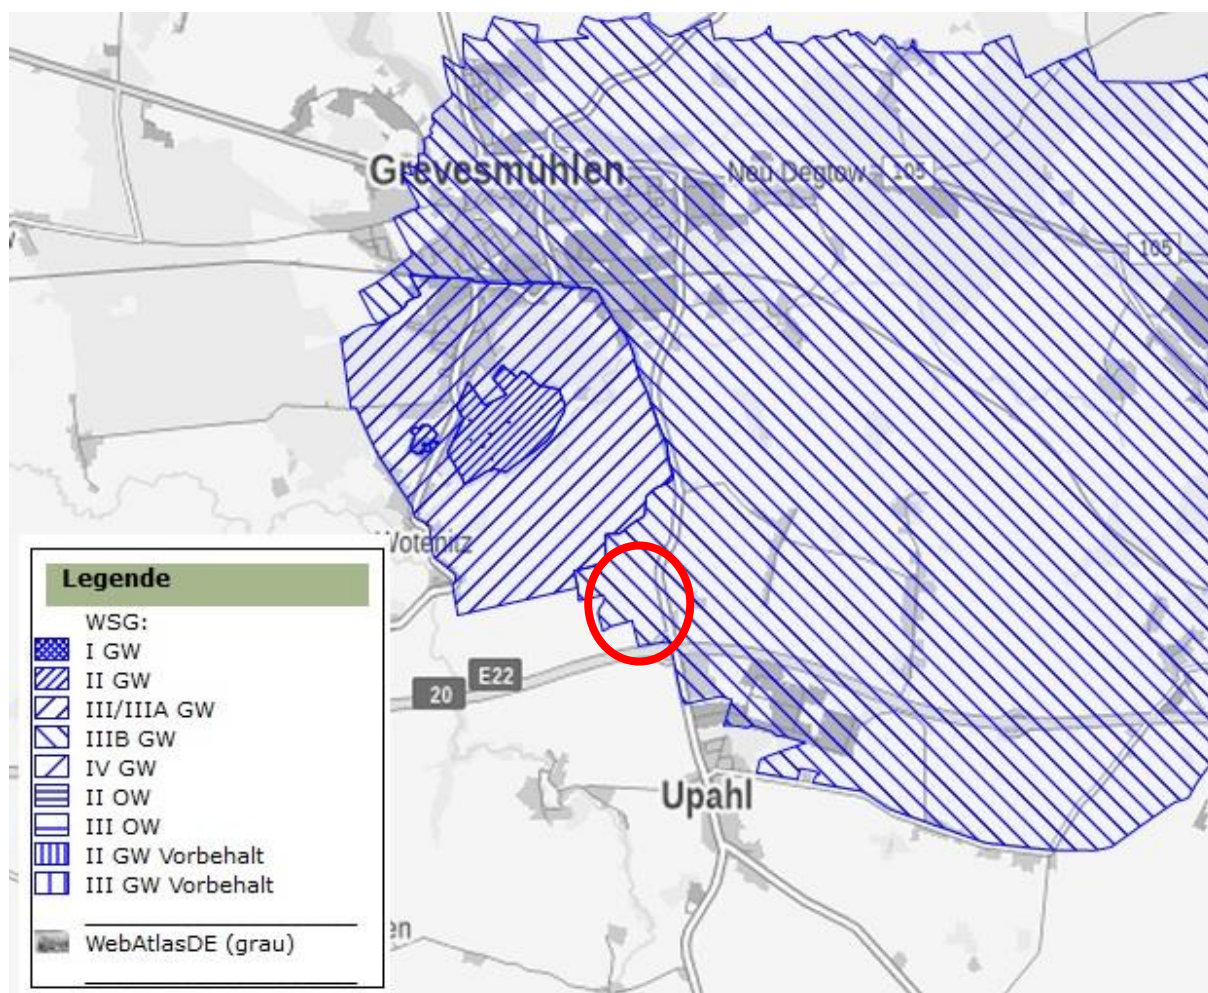 Grevesmühlen
Neu Degtow
105
105
Wotenitz
E22
20
Upahl
en
Legende
WSG:
I GW
II GW
III/IIIA GW
IIIB GW
IV GW
II OW
III OW
II GW Vorbehalt
III GW Vorbehalt
WebAtlasDE (grau)